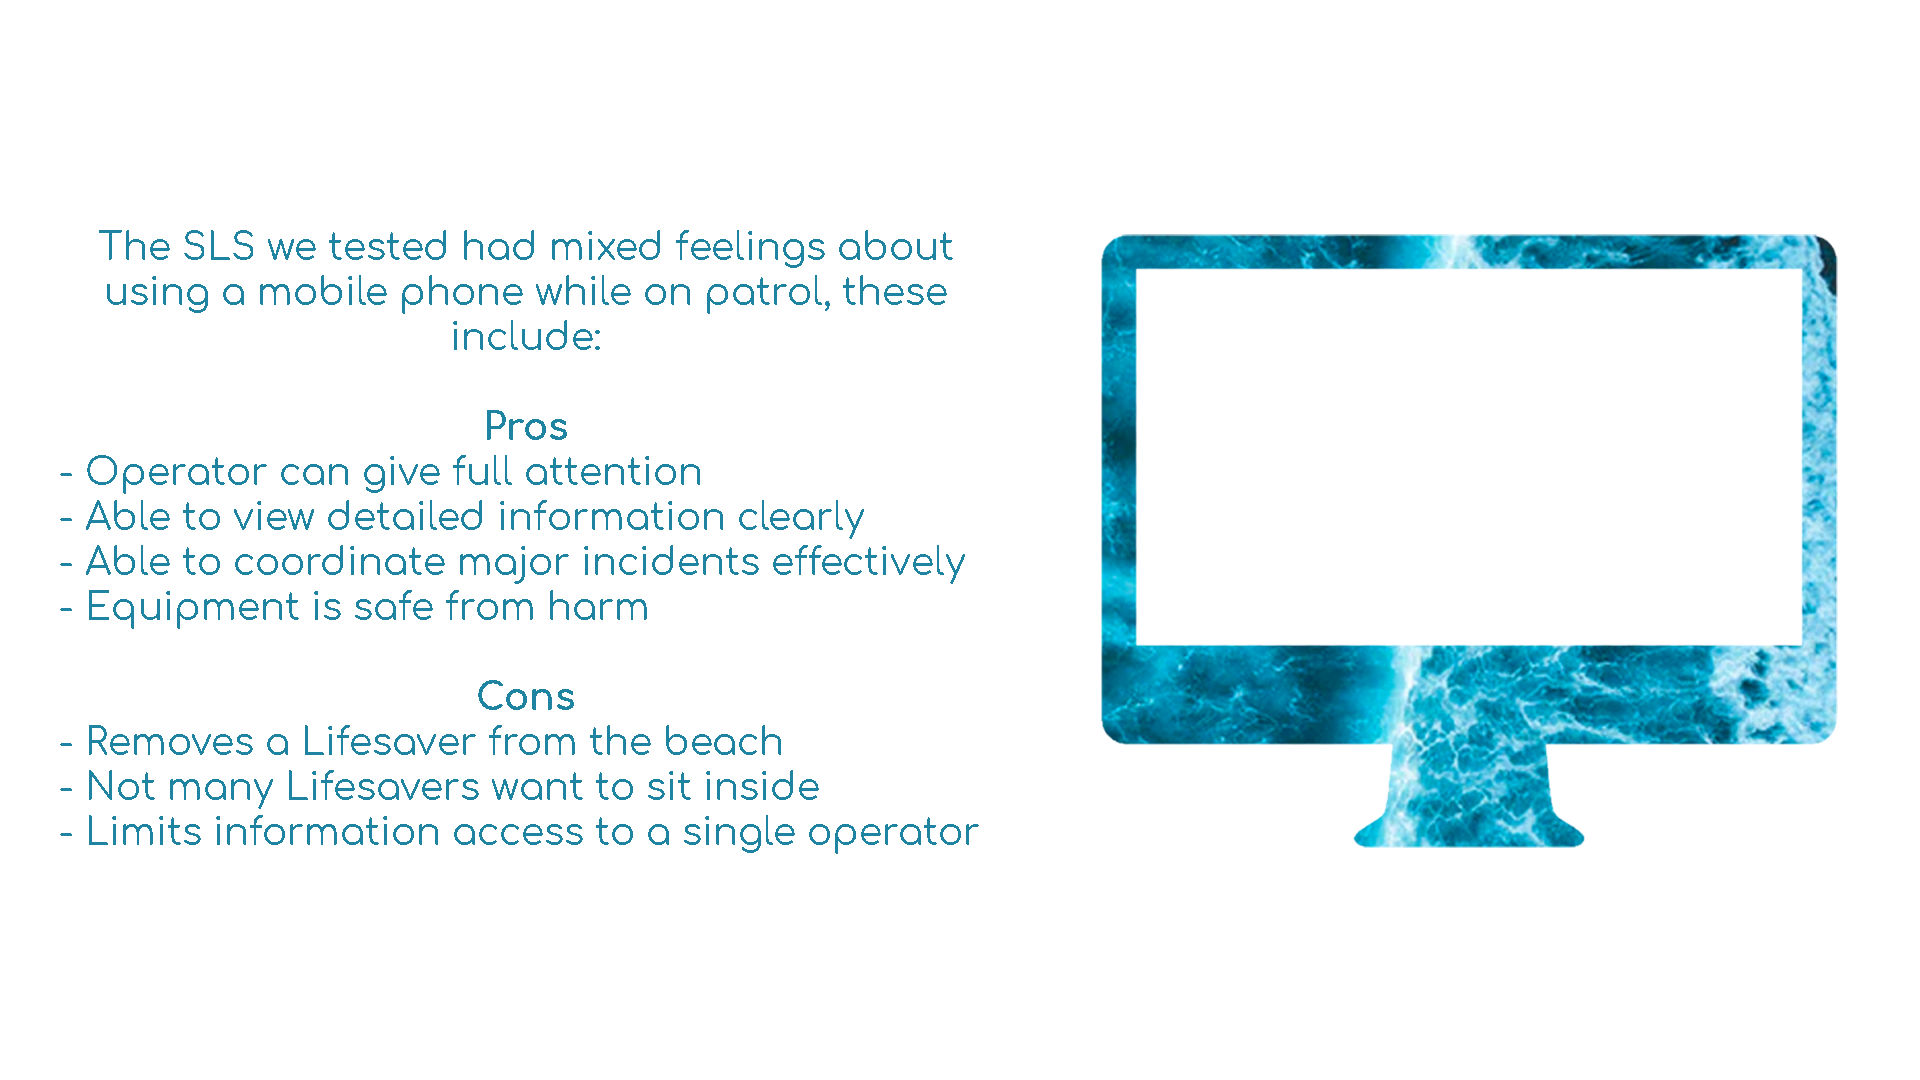 The SLS we tested had mixed feelings about
using a mobile phone while on patrol, these
include:
Pros
- Operator can give full attention
- Able to view detailed information clearly
- Able to coordinate major incidents effectively
- Equipment is safe from harm
Cons
- Removes a Lifesaver from the beach
- Not many Lifesavers want to sit inside
- Limits information access to a single operator